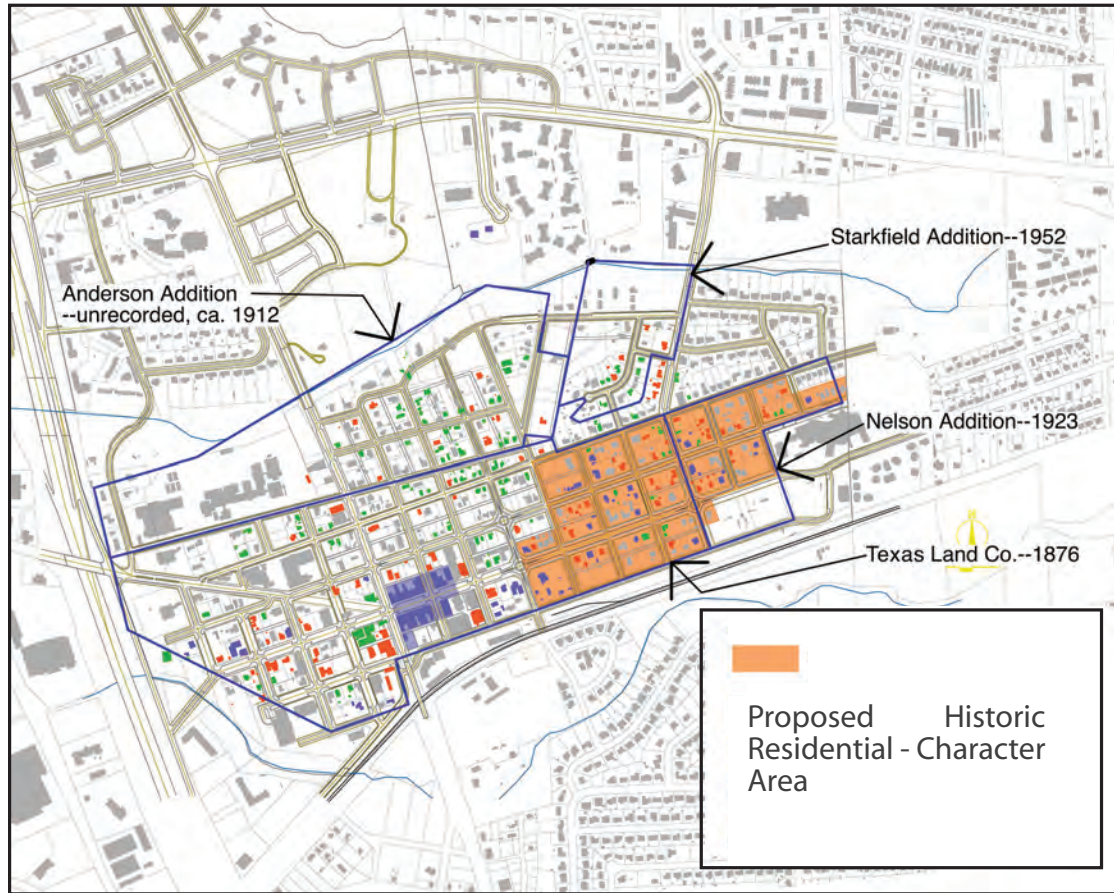 Starkfield Addition--1952
Anderson Addition
--unrecorded, ca. 1912
Nelson Addition--1923
Texas Land Co.--1876
Proposed Historic
Residential - Character
Area